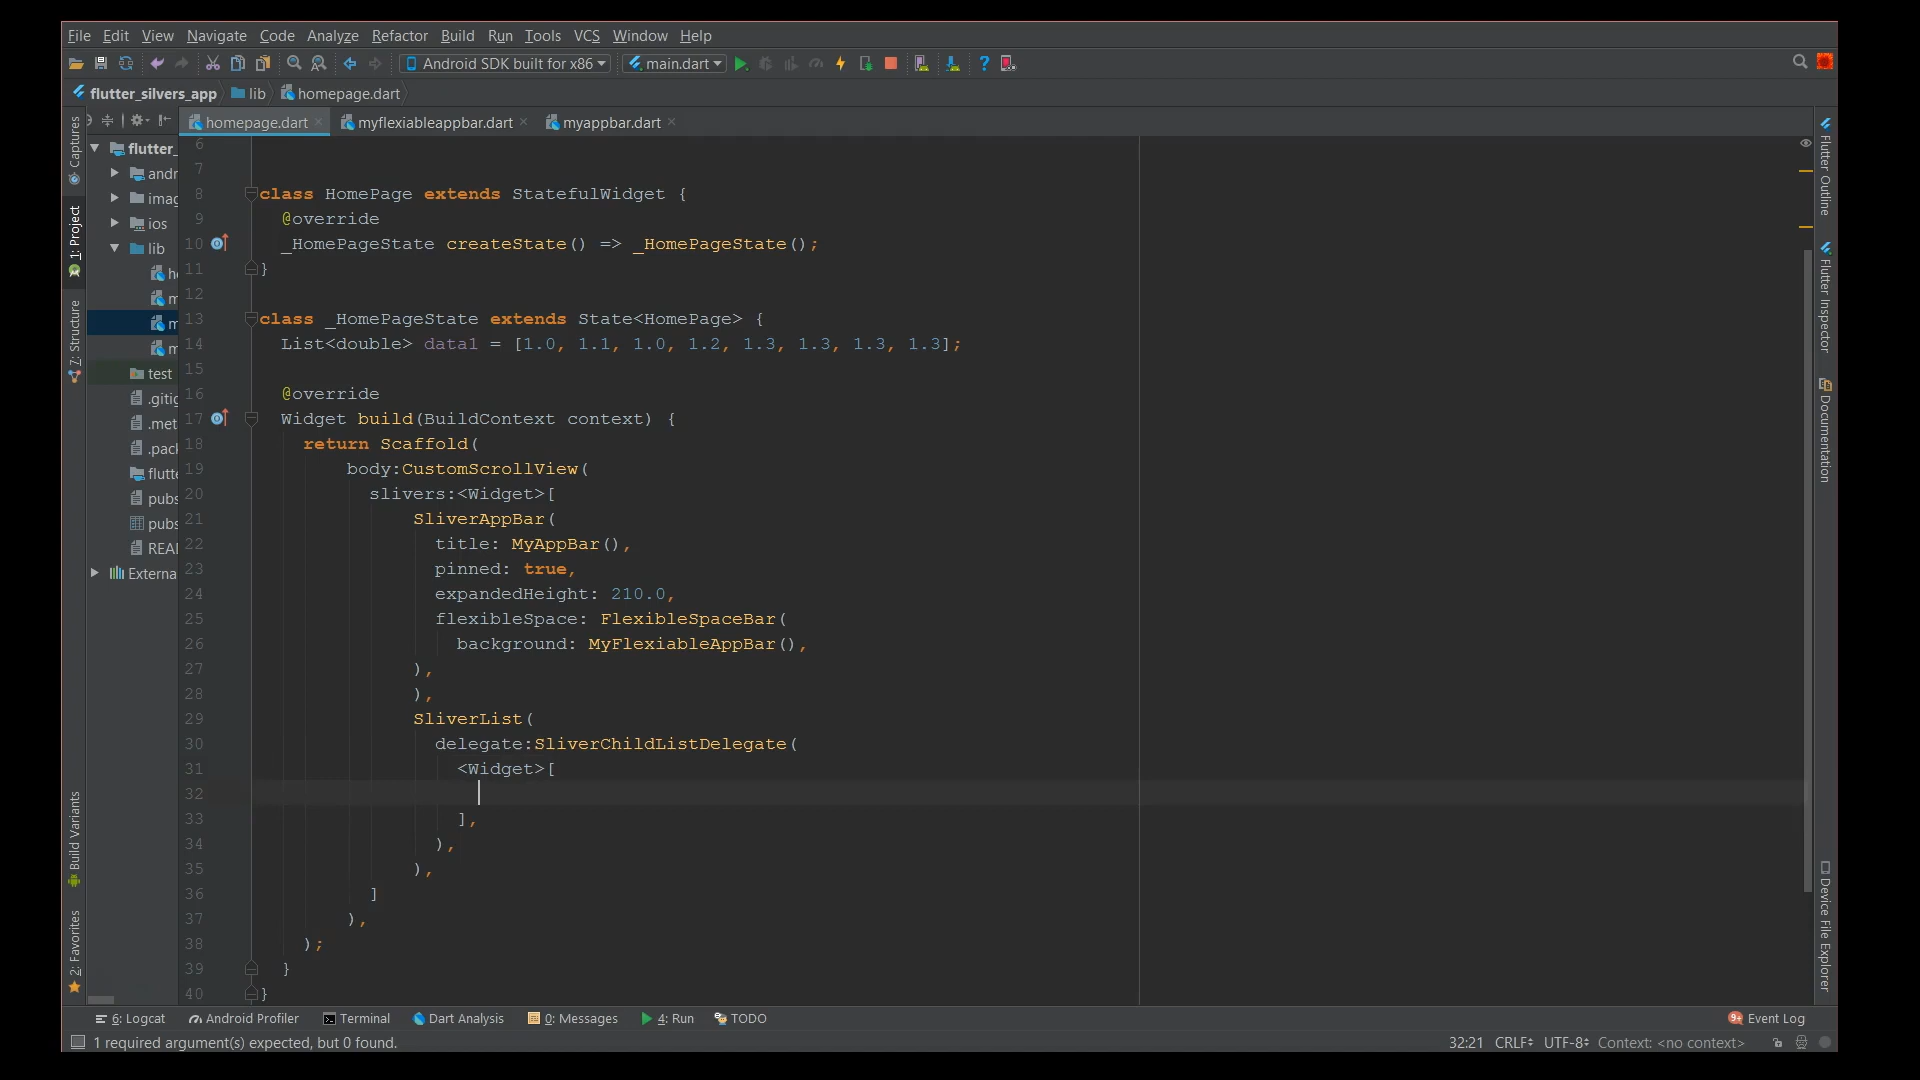 File Edit View Navigate Code Analyze Refactor Build Run Tools VCS Window Help
Android SDK built for x86 main.dart
flutter_silvers_app lib homepage.dart
homepage.dart myflexiableappbar.dart myappbar.dart
Captures
1: Project
7: Structure
Build Variants
2: Favorites
flutter_
andr
imag
ios
lib
h
m
m
m
test
.gitig
.met
.pack
flutte
pubs
pubs
REAI
Externa
6
7
8 class HomePage extends StatefulWidget {
9 @override
10 _HomePageState createState() => _HomePageState();
11 }
12
13 class _HomePageState extends State<HomePage> {
14 List<double> data1 = [1.0, 1.1, 1.0, 1.2, 1.3, 1.3, 1.3, 1.3];
15
16 @override
17 Widget build(BuildContext context) {
18 return Scaffold(
19 body:CustomScrollView(
20 slivers:<Widget>[
21 SliverAppBar(
22 title: MyAppBar(),
23 pinned: true,
24 expandedHeight: 210.0,
25 flexibleSpace: FlexibleSpaceBar(
26 background: MyFlexiableAppBar(),
27 ),
28 ),
29 SliverList(
30 delegate:SliverChildListDelegate(
31 <Widget>[
32
33 ],
34 ),
35 ),
36 ]
37 ),
38 );
39 }
40 }
Flutter Outline
Flutter Inspector
Documentation
Device File Explorer
6: Logcat Android Profiler Terminal Dart Analysis 0: Messages 4: Run TODO 9+ Event Log
1 required argument(s) expected, but 0 found. 32:21 CRLF UTF-8 Context: <no context>